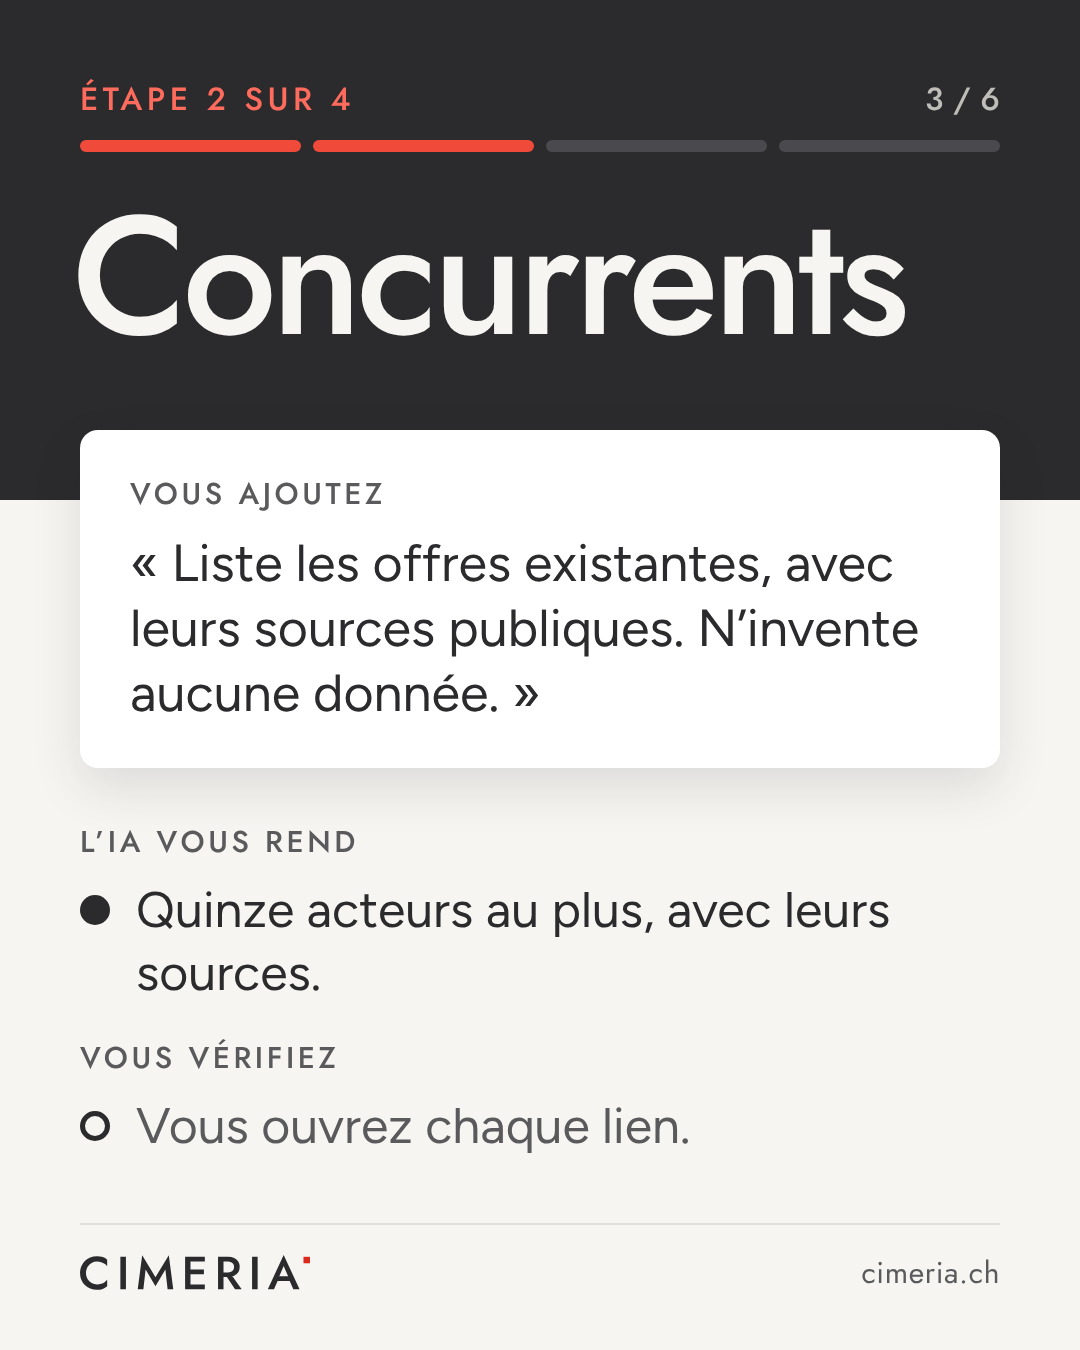 ÉTAPE 2 SUR 4
3 / 6
Concurrents
VOUS AJOUTEZ
« Liste les offres existantes, avec
leurs sources publiques. N’invente
aucune donnée. »
L’IA VOUS REND
Quinze acteurs au plus, avec leurs
sources.
VOUS VÉRIFIEZ
Vous ouvrez chaque lien.
CIMERIA
cimeria.ch